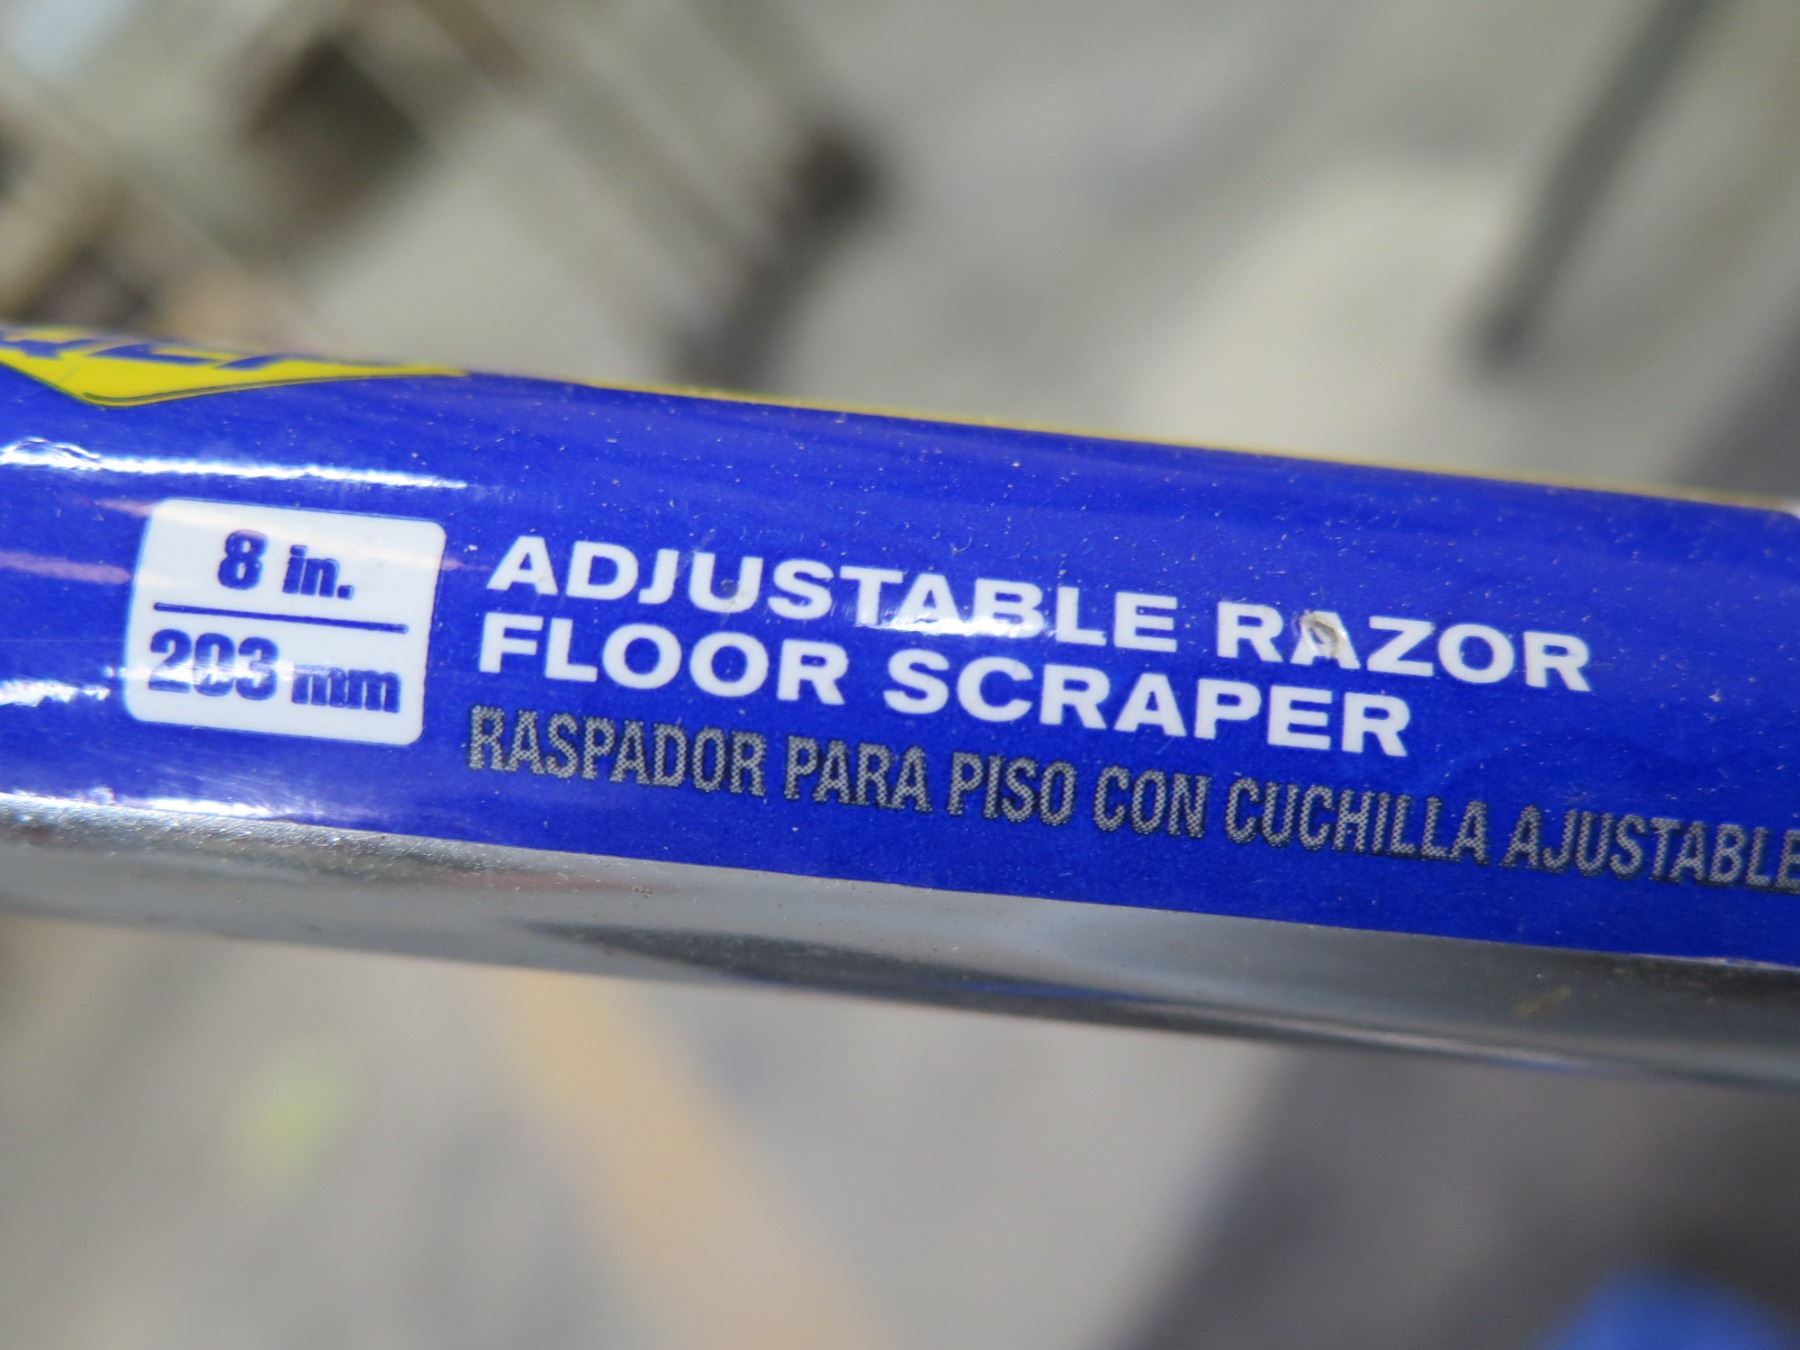 8 in.
203 mm
ADJUSTABLE RAZOR
FLOOR SCRAPER
RASPADOR PARA PISO CON CUCHILLA AJUSTABLE